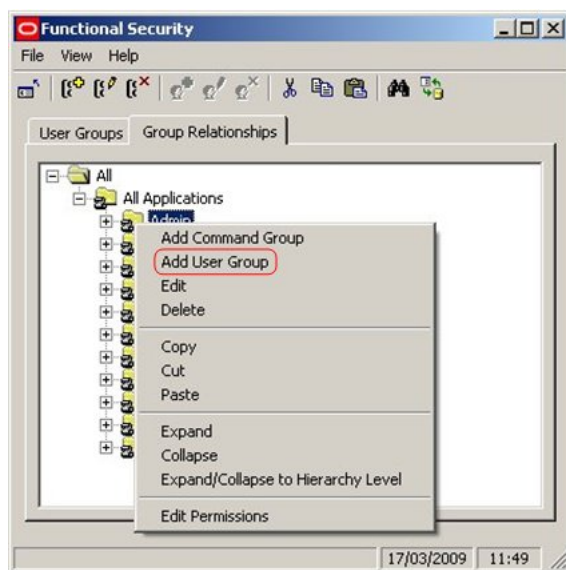 Functional Security
File View Help
User Groups Group Relationships
All
All Applications
Admin
Add Command Group
Add User Group
Edit
Delete
Copy
Cut
Paste
Expand
Collapse
Expand/Collapse to Hierarchy Level
Edit Permissions
17/03/2009 11:49